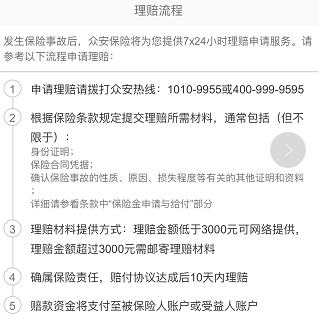 理赔流程
发生保险事故后，众安保险将为您提供7x24小时理赔申请服务。请
参考以下流程申请理赔：
1 申请理赔请拨打众安热线：1010-9955或400-999-9595
2 根据保险条款规定提交理赔所需材料，通常包括（但不
限于）：
身份证明；
保险合同凭据；
确认保险事故的性质、原因、损失程度等有关的其他证明和资料
；
详细请参看条款中“保险金申请与给付”部分
3 理赔材料提供方式：理赔金额低于3000元可网络提供，
理赔金额超过3000元需邮寄理赔材料
4 确属保险责任，赔付协议达成后10天内理赔
5 赔款资金将支付至被保险人账户或受益人账户